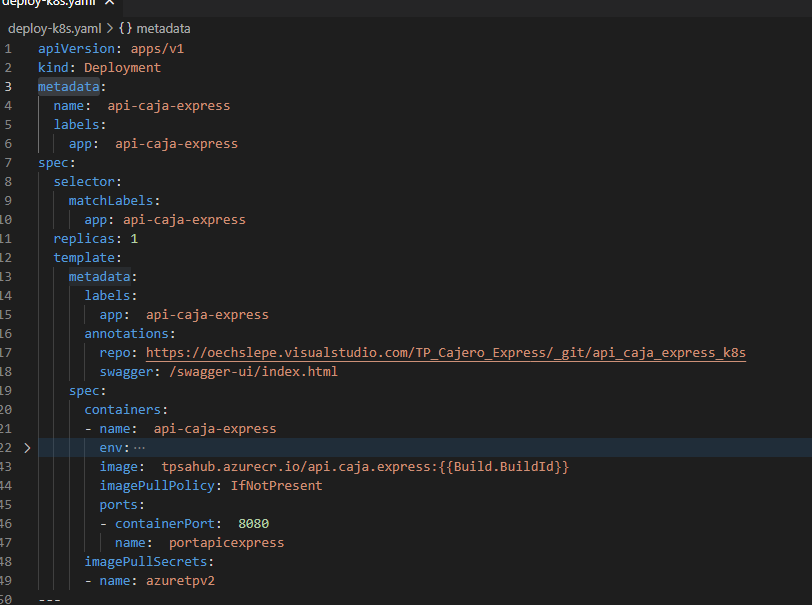 deploy-k8s.yaml ×
deploy-k8s.yaml > {} metadata
1 apiVersion: apps/v1
2 kind: Deployment
3 metadata:
4   name:  api-caja-express
5   labels:
6     app:  api-caja-express
7 spec:
8   selector:
9     matchLabels:
10       app: api-caja-express
11   replicas: 1
12   template:
13     metadata:
14       labels:
15         app:  api-caja-express
16       annotations:
17         repo: https://oechslepe.visualstudio.com/TP_Cajero_Express/_git/api_caja_express_k8s
18         swagger: /swagger-ui/index.html
19     spec:
20       containers:
21       - name:  api-caja-express
22 >         env: ···
43         image:  tpsahub.azurecr.io/api.caja.express:{{Build.BuildId}}
44         imagePullPolicy: IfNotPresent
45         ports:
46         - containerPort:  8080
47           name:  portapicexpress
48       imagePullSecrets:
49       - name: azuretpv2
50 ---